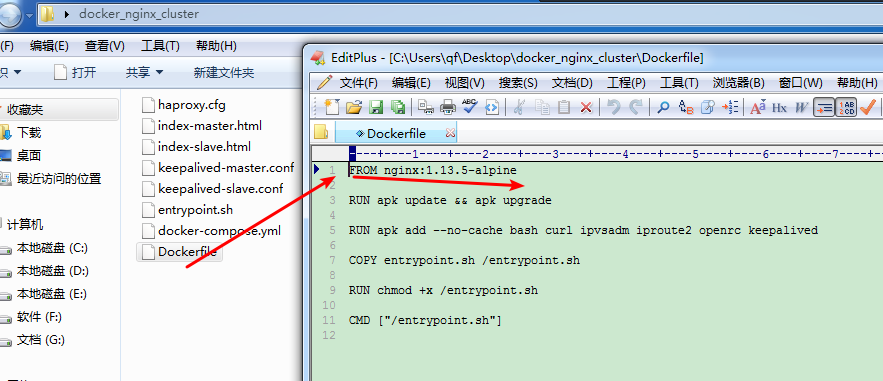 docker_nginx_cluster
(F) 编辑(E) 查看(V) 工具(T) 帮助(H)
识 打开 共享 新建文件夹
收藏夹
下载
桌面
最近访问的位置
计算机
本地磁盘 (C:)
本地磁盘 (D:)
本地磁盘 (E:)
软件 (F:)
文档 (G:)
haproxy.cfg
index-master.html
index-slave.html
keepalived-master.conf
keepalived-slave.conf
entrypoint.sh
docker-compose.yml
Dockerfile
EditPlus - [C:\Users\qf\Desktop\docker_nginx_cluster\Dockerfile]
文件(F) 编辑(E) 视图(V) 搜索(S) 文档(D) 工程(P) 工具(T) 浏览器(B) 窗口(W) 帮助(H)
Dockerfile
----+----1----+----2----+----3----+----4----+----5----+----6----+----7--
1 FROM nginx:1.13.5-alpine
2
3 RUN apk update && apk upgrade
4
5 RUN apk add --no-cache bash curl ipvsadm iproute2 openrc keepalived
6
7 COPY entrypoint.sh /entrypoint.sh
8
9 RUN chmod +x /entrypoint.sh
10
11 CMD ["/entrypoint.sh"]
12